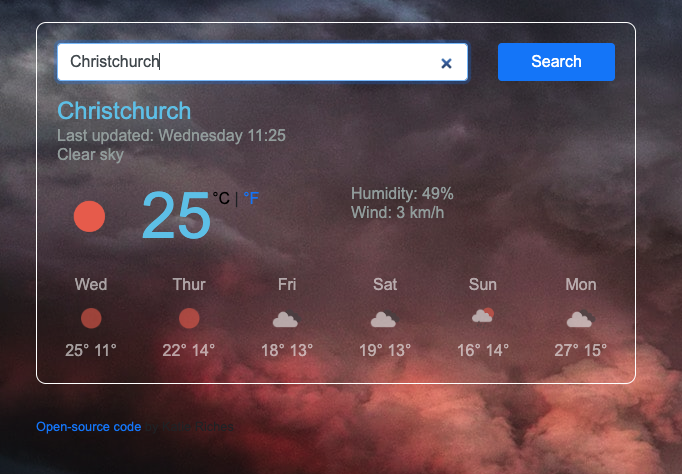 Christchurch
Search
Christchurch
Last updated: Wednesday 11:25
Clear sky
25 °C | °F
Humidity: 49%
Wind: 3 km/h
Wed Thur Fri Sat Sun Mon
25° 11° 22° 14° 18° 13° 19° 13° 16° 14° 27° 15°
Open-source code